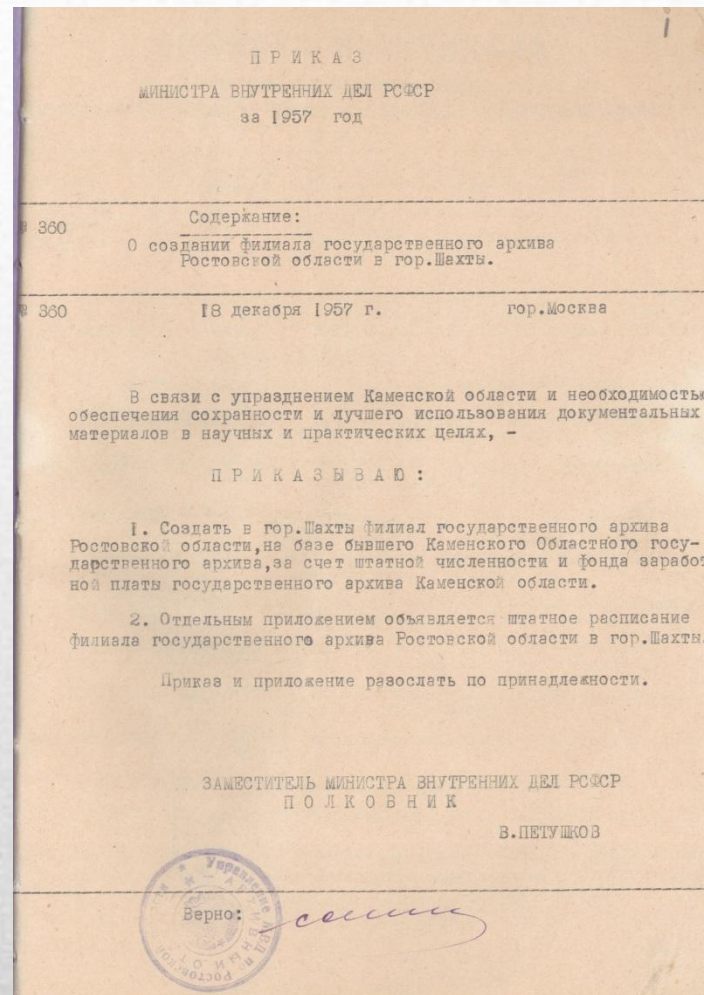 П Р И К А З
МИНИСТРА ВНУТРЕННИХ ДЕЛ РСФСР
за 1957 год
№ 360
Содержание:
О создании филиала государственного архива
Ростовской области в гор.Шахты.
№ 360 18 декабря 1957 г. гор.Москва
В связи с упразднением Каменской области и необходимостью
обеспечения сохранности и лучшего использования документальных
материалов в научных и практических целях, -
П Р И К А З Ы В А Ю :
1. Создать в гор.Шахты филиал государственного архива
Ростовской области,на базе бывшего Каменского Областного госу-
дарственного архива,за счет штатной численности и фонда заработ
ной платы государственного архива Каменской области.
2. Отдельным приложением объявляется штатное расписание
филиала государственного архива Ростовской области в гор.Шахты.
Приказ и приложение разослать по принадлежности.
ЗАМЕСТИТЕЛЬ МИНИСТРА ВНУТРЕННИХ ДЕЛ РСФСР
П О Л К О В Н И К
В.ПЕТУШКОВ
Верно:
Управление МВД по Ростовской